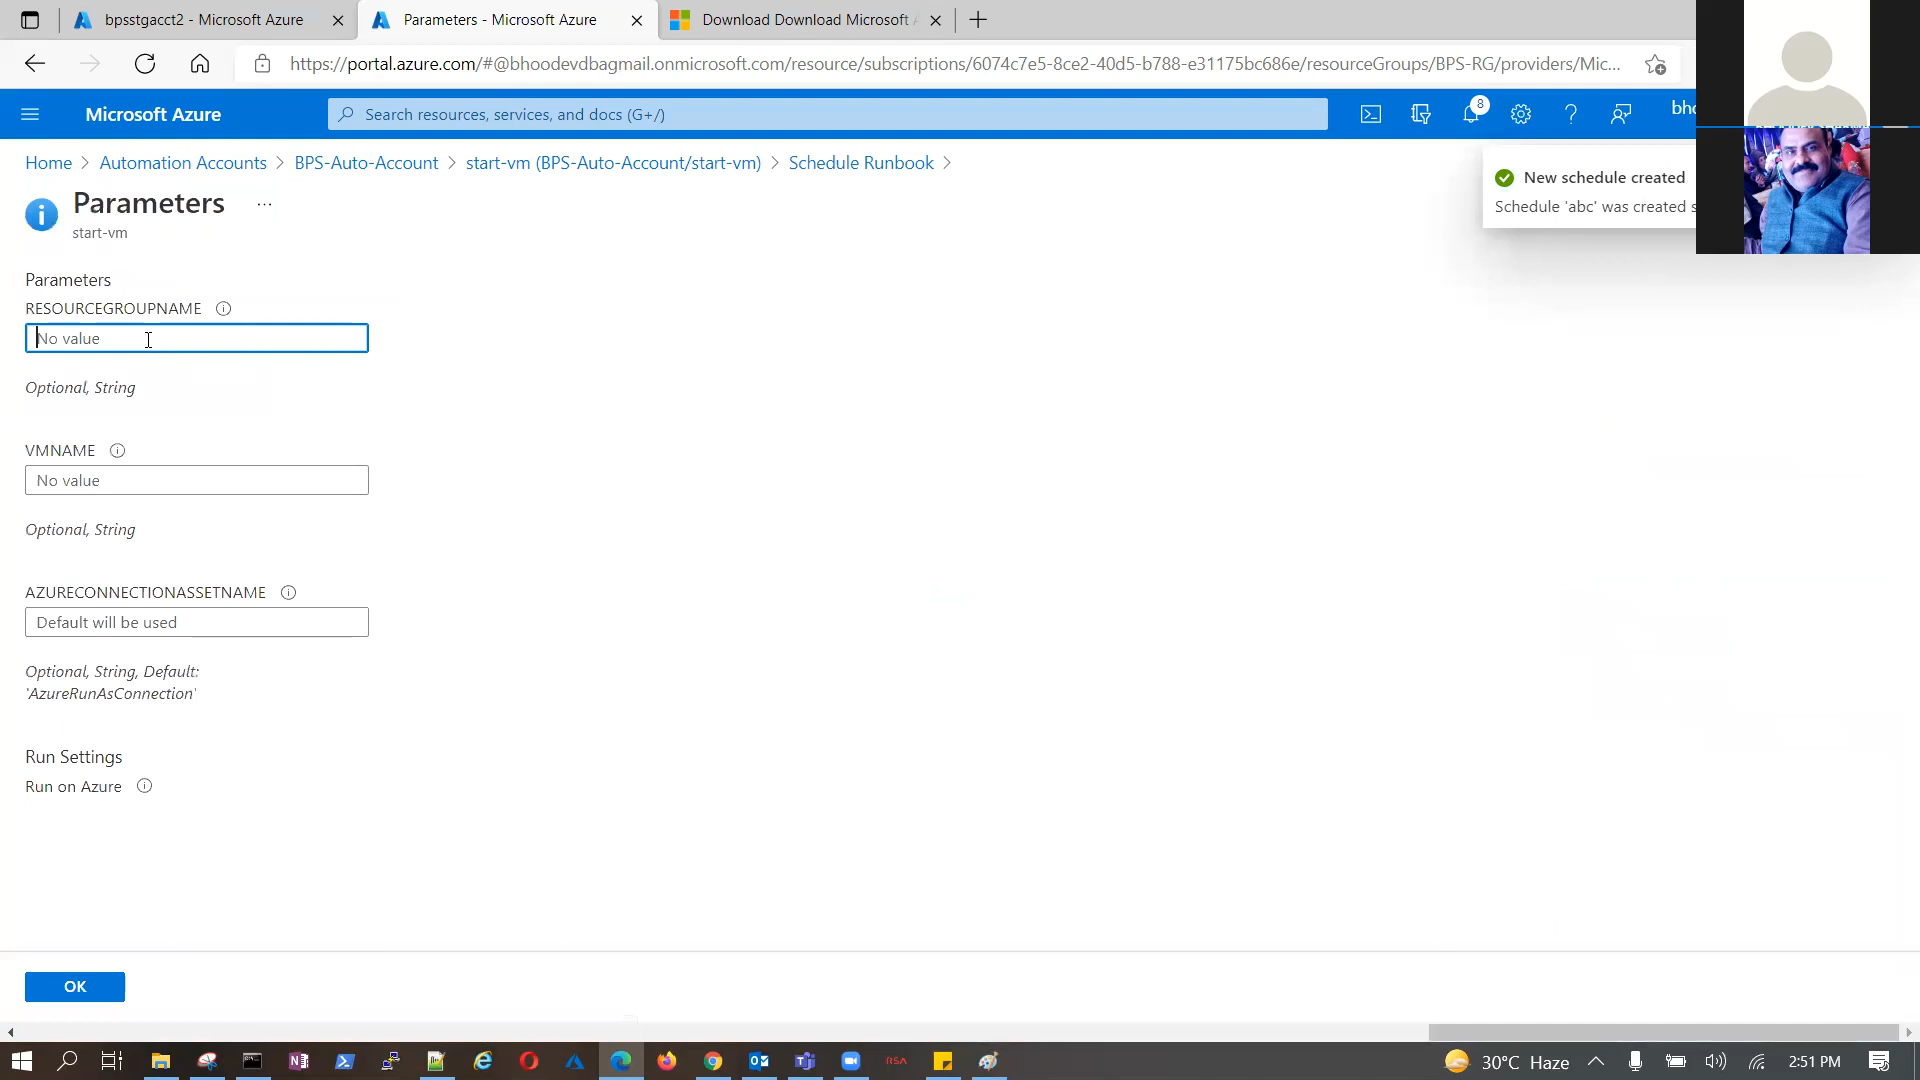 bpsstgacct2 - Microsoft Azure
Parameters - Microsoft Azure
Download Download Microsoft
https://portal.azure.com/#@bhoodevdbagmail.onmicrosoft.com/resource/subscriptions/6074c7e5-8ce2-40d5-b788-e31175bc686e/resourceGroups/BPS-RG/providers/Mic...
Microsoft Azure
Search resources, services, and docs (G+/)
8
bho
Home > Automation Accounts > BPS-Auto-Account > start-vm (BPS-Auto-Account/start-vm) > Schedule Runbook >
Parameters ...
start-vm
New schedule created
Schedule 'abc' was created s
Parameters
RESOURCEGROUPNAME
No value
Optional, String
VMNAME
No value
Optional, String
AZURECONNECTIONASSETNAME
Default will be used
Optional, String, Default:
'AzureRunAsConnection'
Run Settings
Run on Azure
OK
RSA
30°C Haze
2:51 PM